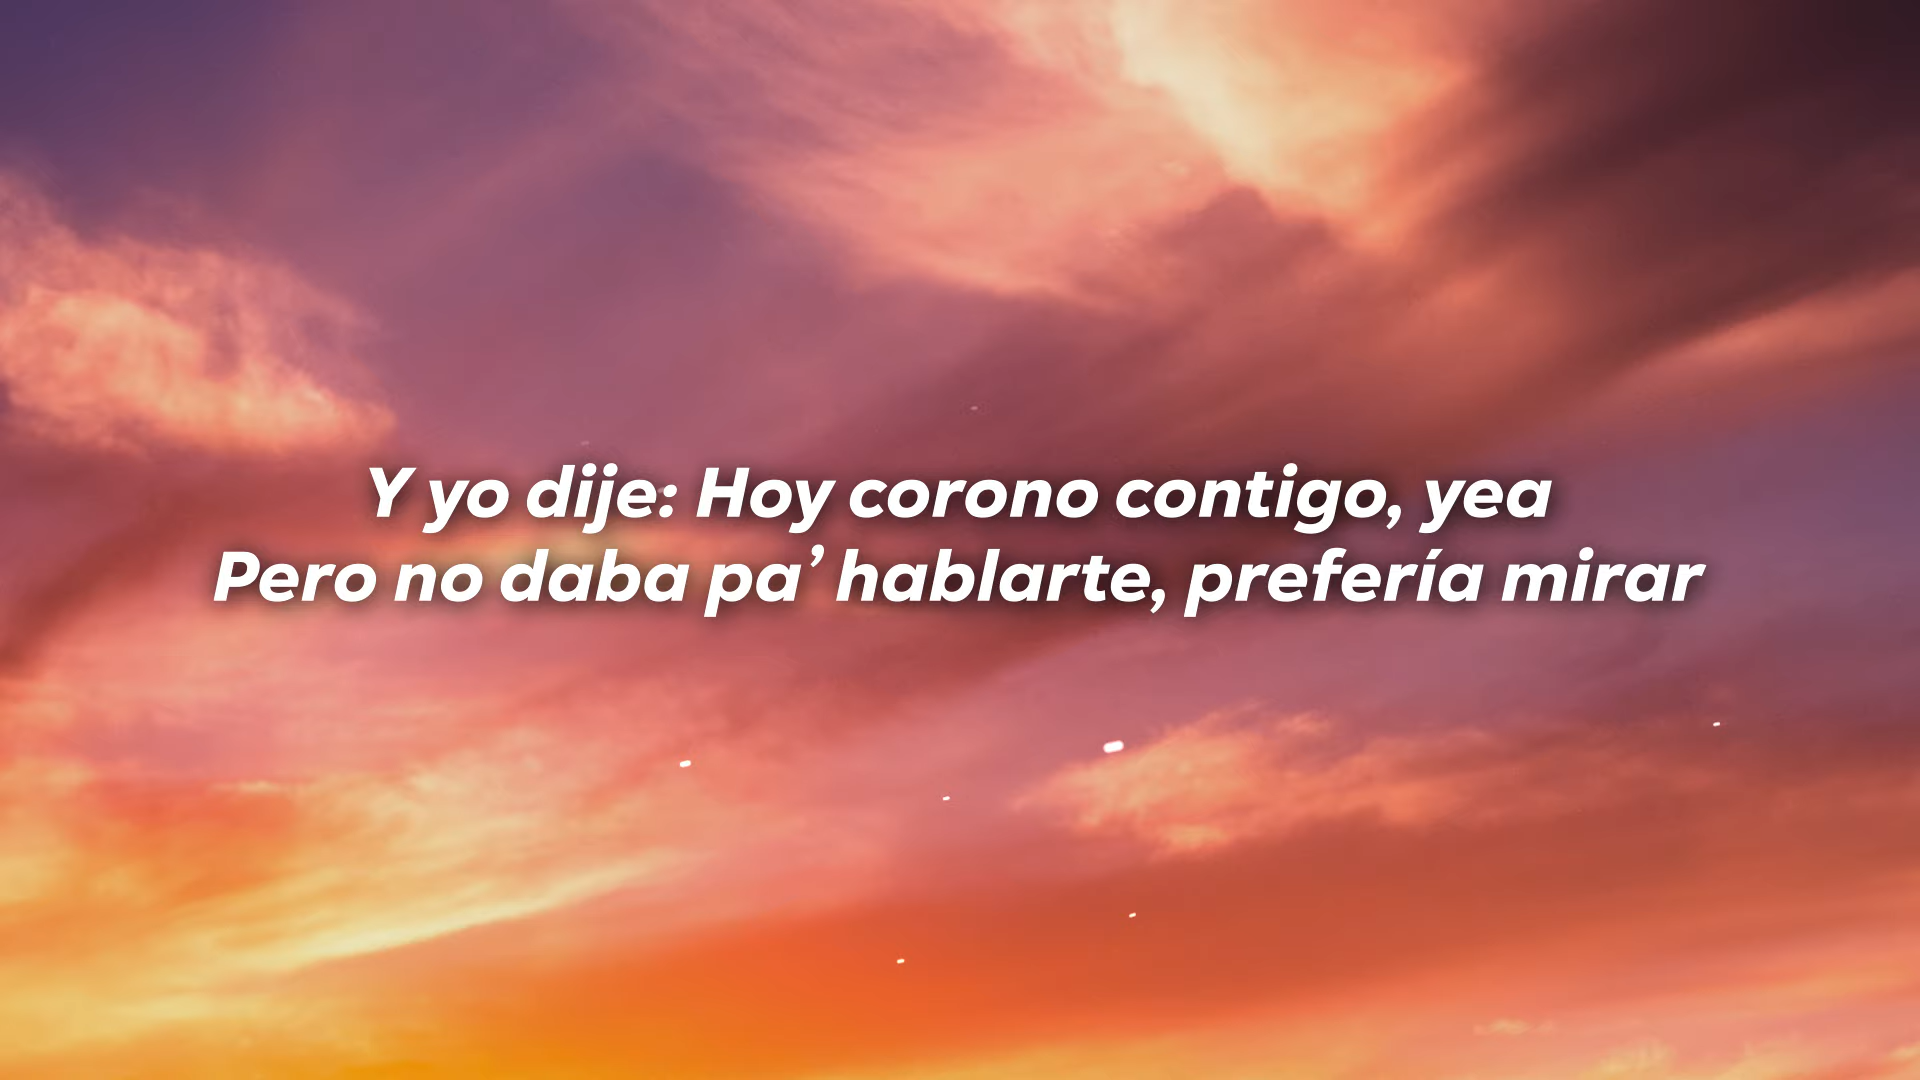 Y yo dije: Hoy corono contigo, yea
Pero no daba pa’ hablarte, prefería mirar